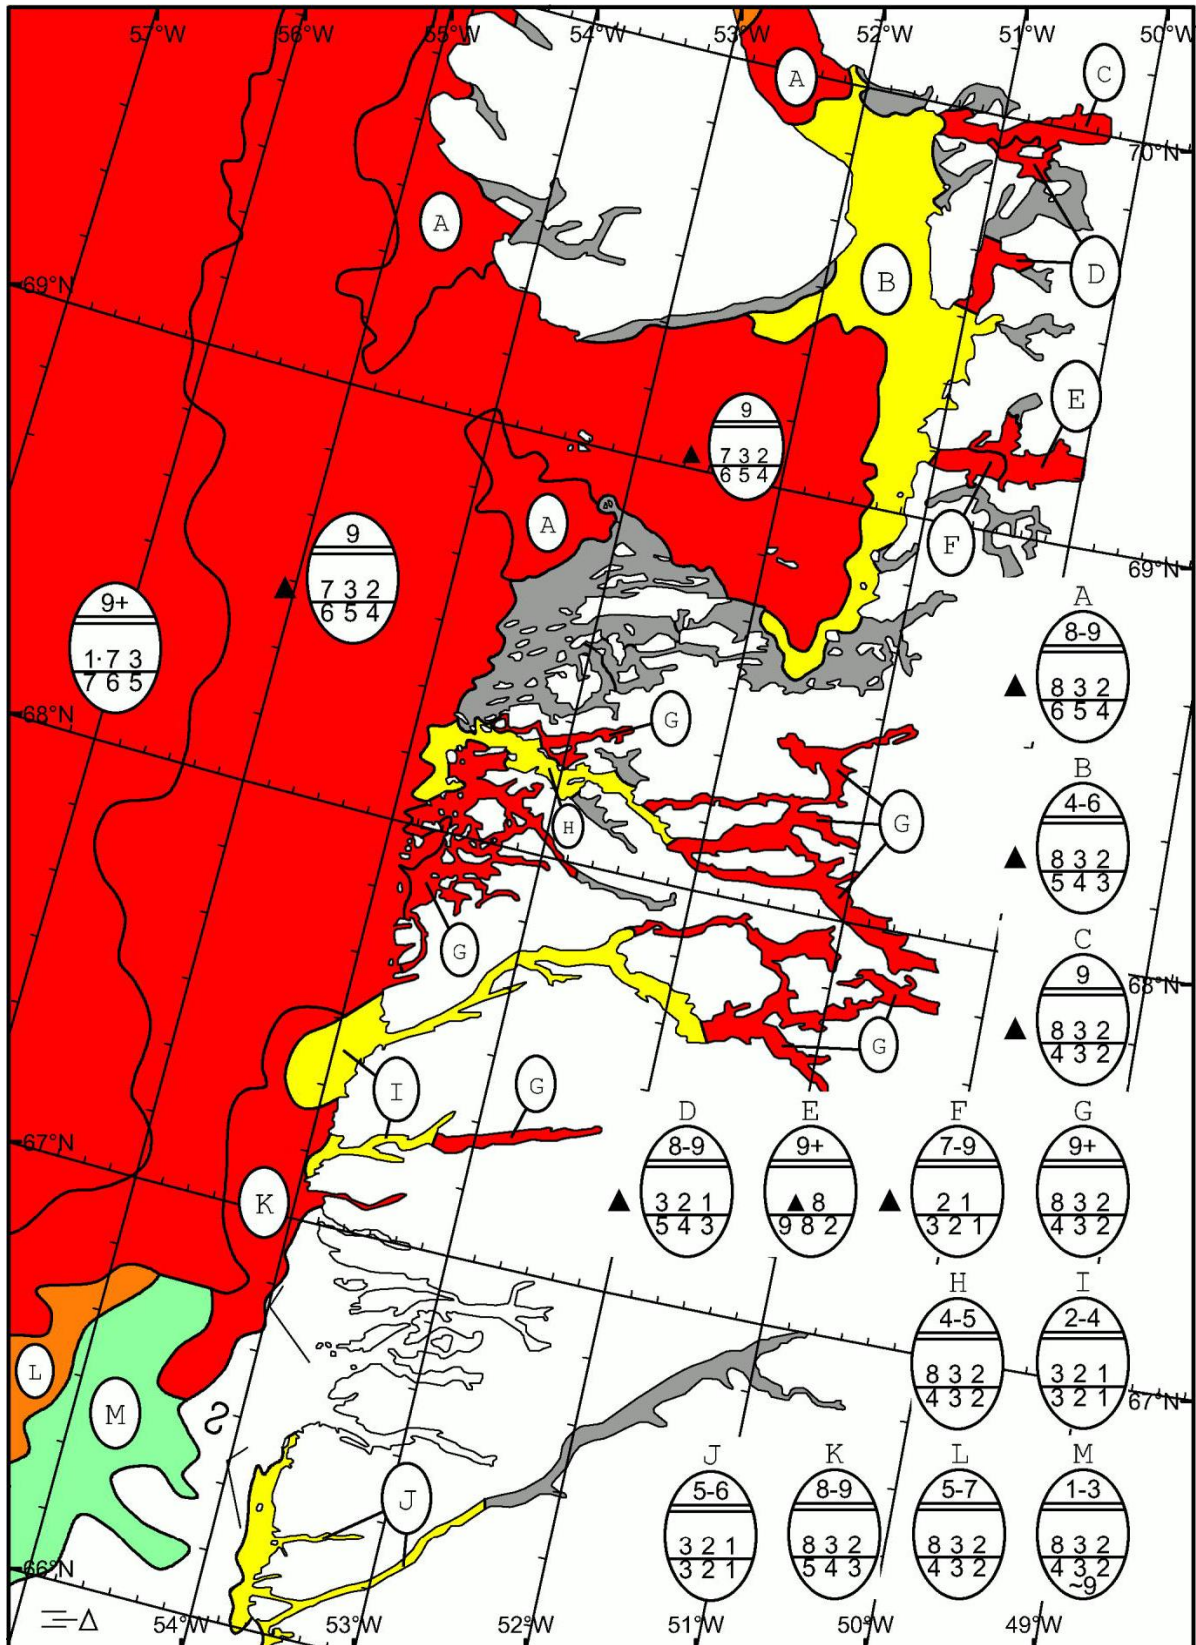 57°W 56°W 55°W 54°W 53°W 52°W 51°W 50°W
A
C
70°N
A
B
D
69°N
E
9
7 3 2
6 5 4
A
F
69°N
9
7 3 2
6 5 4
9+
1· 7 3
7 6 5
A
8-9
8 3 2
6 5 4
68°N
G
B
4-6
8 3 2
5 4 3
H
G
G
C
9
8 3 2
4 3 2
68°N
G
I
G
67°N
D
8-9
3 2 1
5 4 3
E
9+
▲ 8
9 8 2
F
7-9
2 1
3 2 1
G
9+
8 3 2
4 3 2
K
H
4-5
8 3 2
4 3 2
I
2-4
3 2 1
3 2 1
L
M
67°N
J
J
5-6
3 2 1
3 2 1
K
8-9
8 3 2
5 4 3
L
5-7
8 3 2
4 3 2
M
1-3
8 3 2
4 3 2
~9
66°N
54°W 53°W 52°W 51°W 50°W 49°W